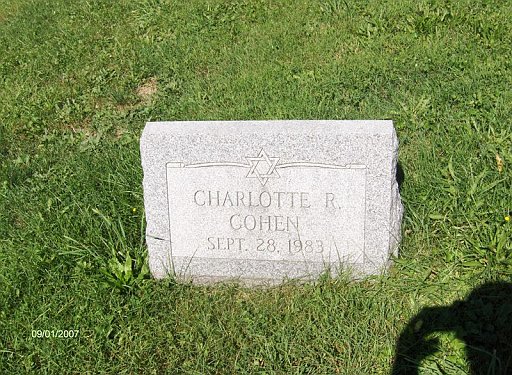 CHARLOTTE R.
COHEN
SEPT. 28, 1983
09/01/2007